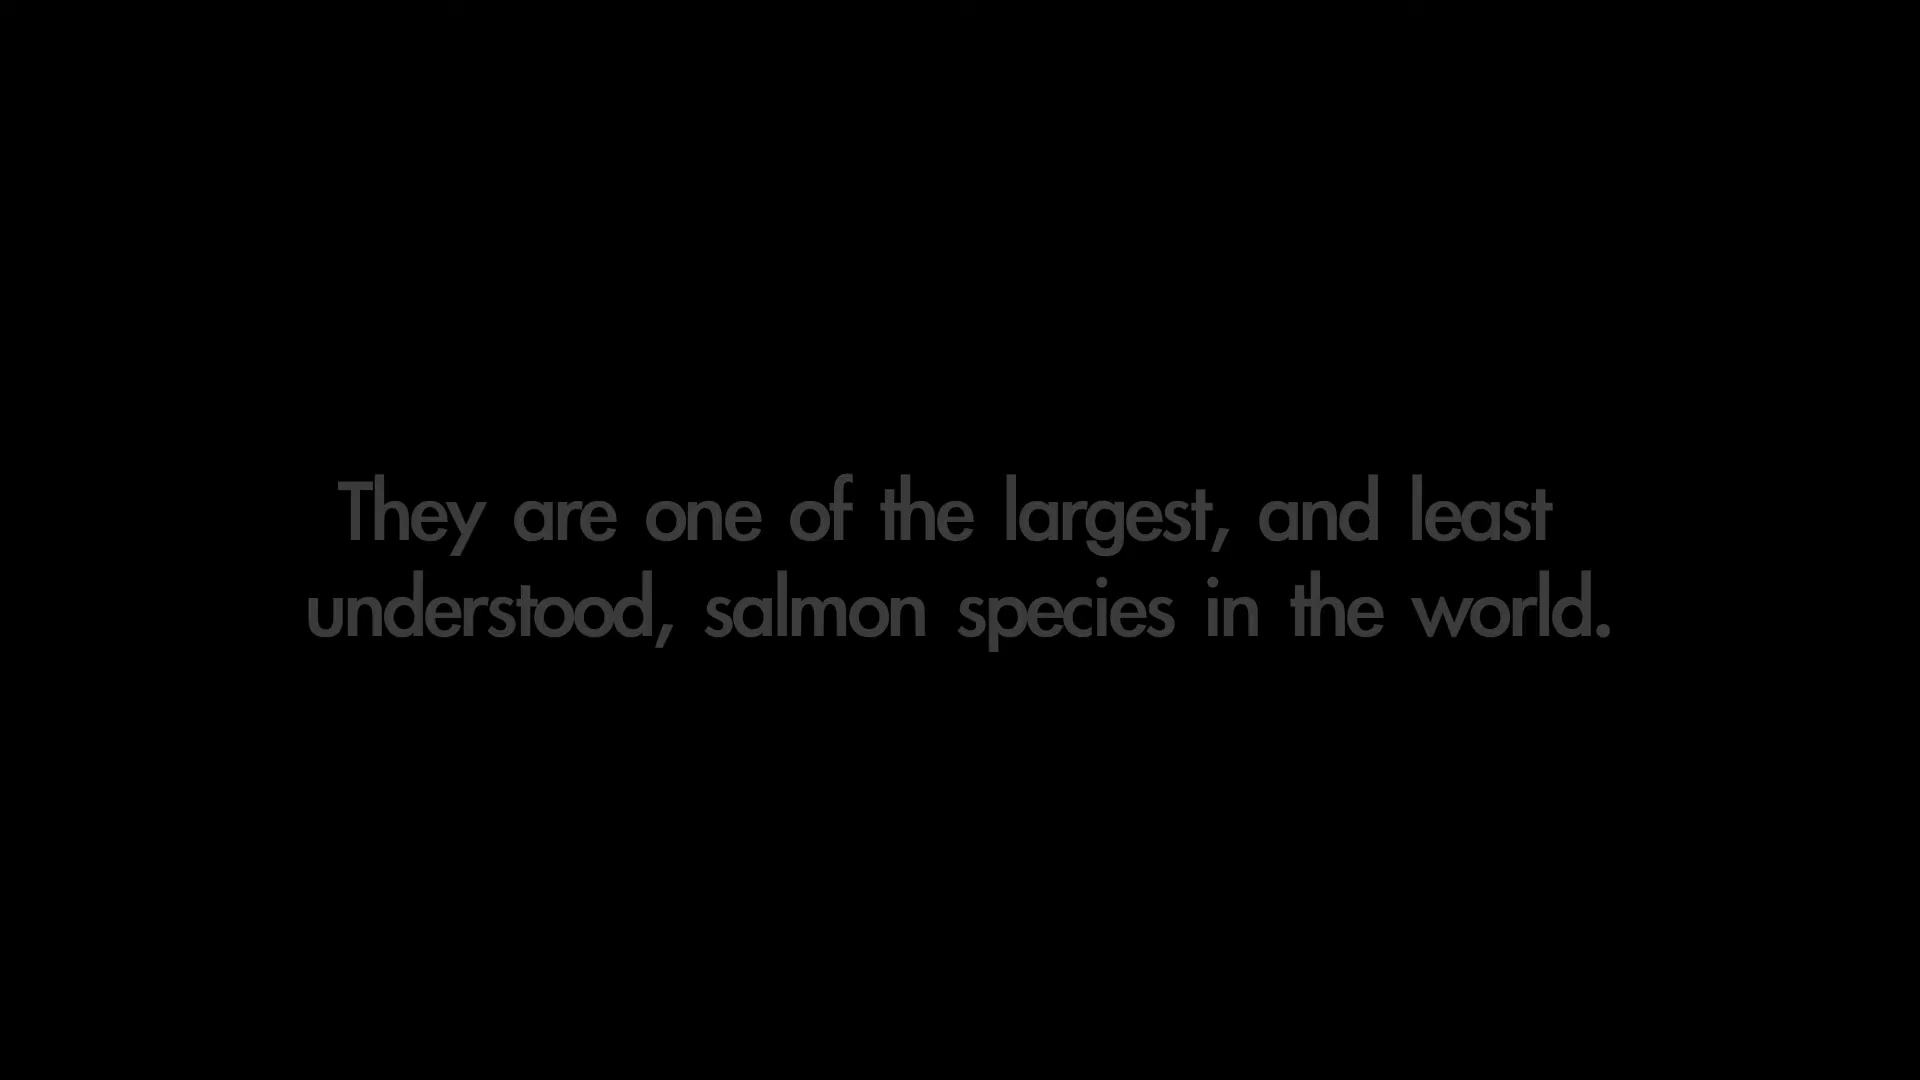 They are one of the largest, and least
understood, salmon species in the world.